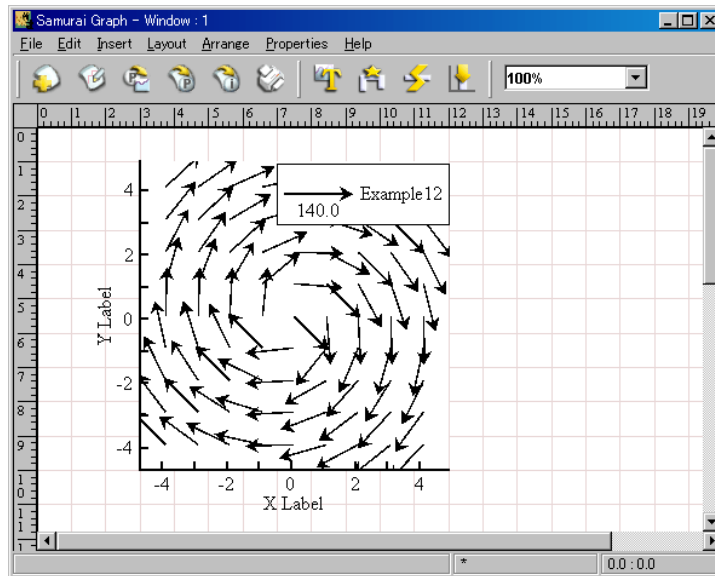 Samurai Graph - Window : 1
File Edit Insert Layout Arrange Properties Help
P P i T 100%
0 1 2 3 4 5 6 7 8 9 10 11 12 13 14 15 16 17 18 19
0
1
2
3
4
5
6
7
8
9
10
11
1
4
2
0
-2
-4
Y Label
Example12
140.0
-4 -2 0 2 4
X Label
* 0.0 : 0.0